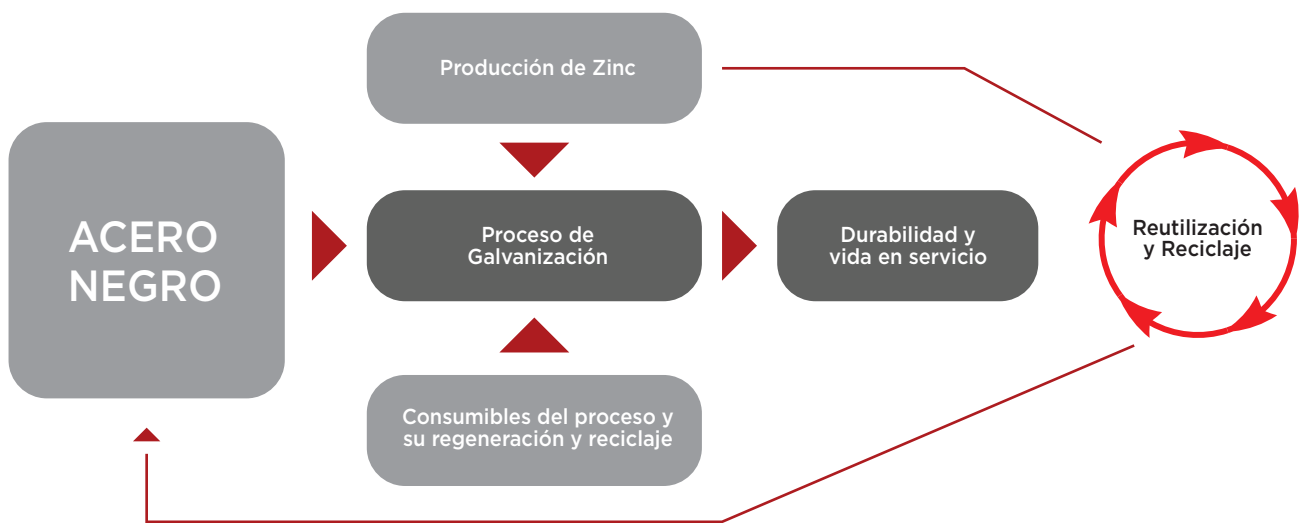 Producción de Zinc
ACERO
NEGRO
Proceso de
Galvanización
Durabilidad y
vida en servicio
Reutilización
y Reciclaje
Consumibles del proceso y
su regeneración y reciclaje